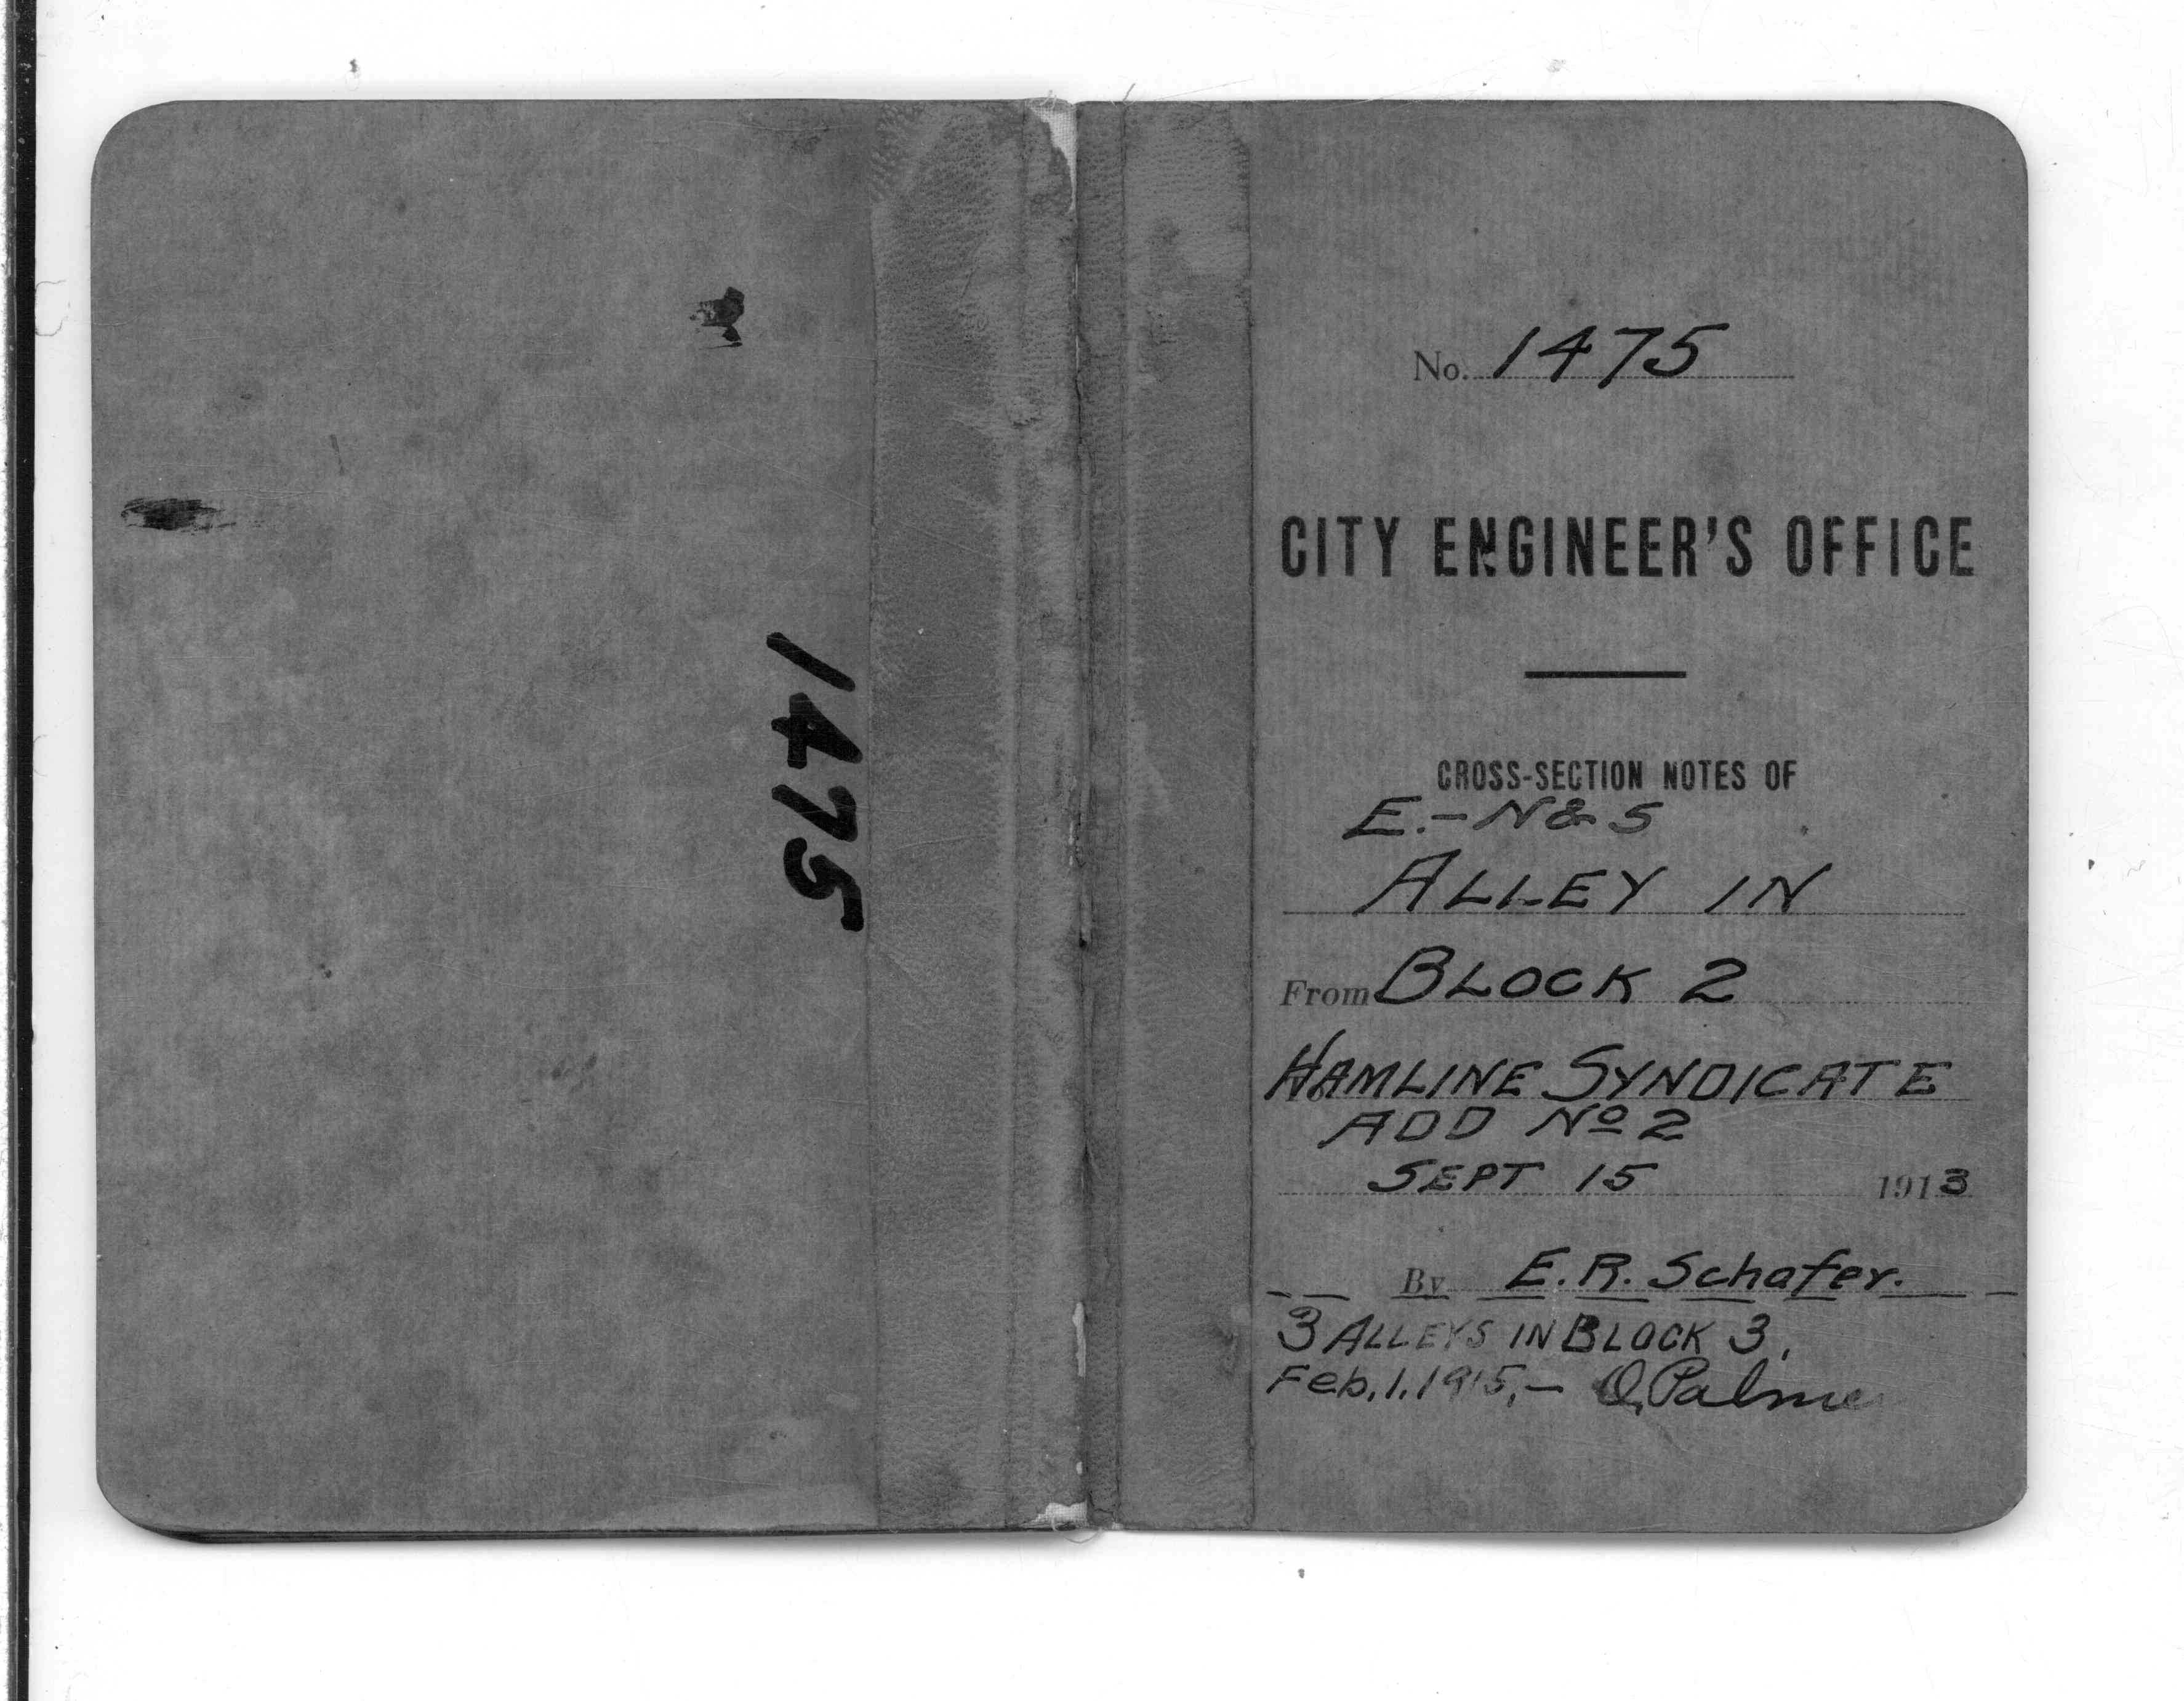 1475
No. 1475
CITY ENGINEER'S OFFICE
CROSS-SECTION NOTES OF
E.-N & S
ALLEY IN
From BLOCK 2
HAMLINE SYNDICATE
ADD Nº 2
SEPT 15 1913
By E. R. Schafer.
3 ALLEYS IN BLOCK 3,
Feb. 1. 1915, - O. Palme